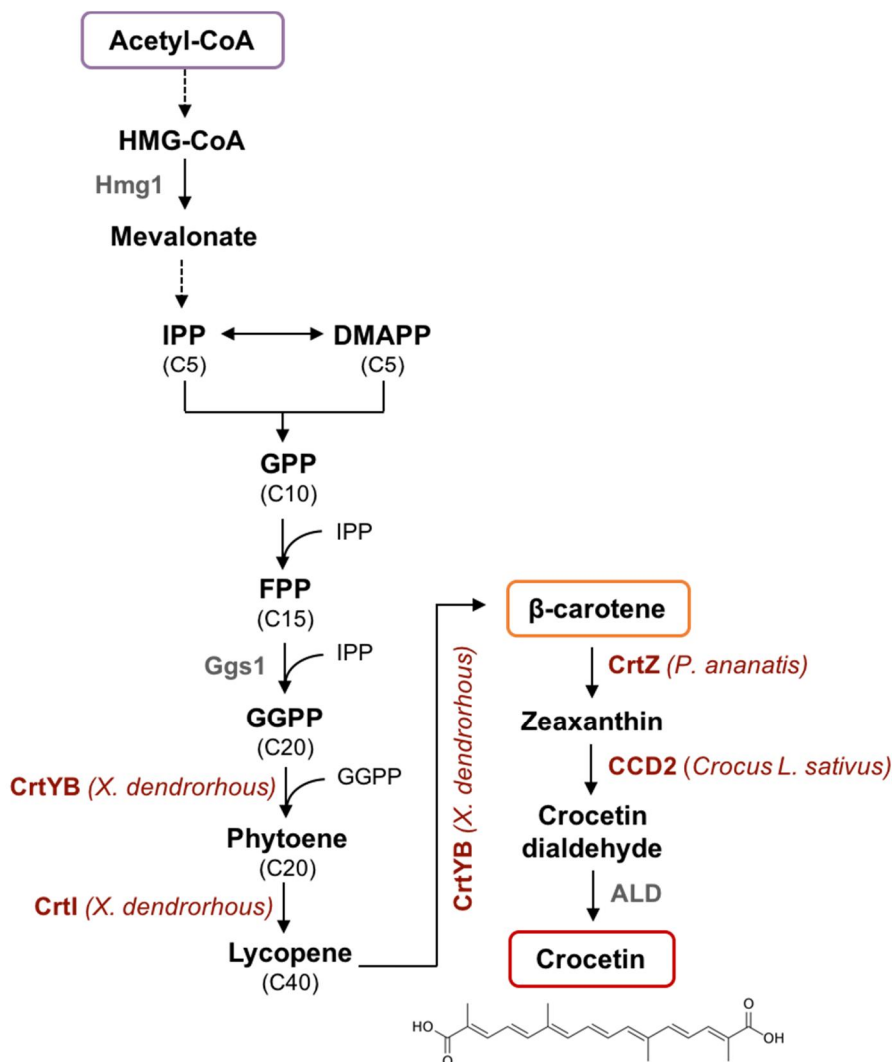 Acetyl-CoA
HMG-CoA
Hmg1
Mevalonate
IPP
(C5)
DMAPP
(C5)
GPP
(C10)
IPP
FPP
(C15)
Ggs1
IPP
GGPP
(C20)
CrtYB (X. dendrorhous)
GGPP
Phytoene
(C20)
CrtI (X. dendrorhous)
Lycopene
(C40)
CrtYB (X. dendrorhous)
β-carotene
CrtZ (P. ananatis)
Zeaxanthin
CCD2 (Crocus L. sativus)
Crocetin
dialdehyde
ALD
Crocetin
HO
O
O
OH